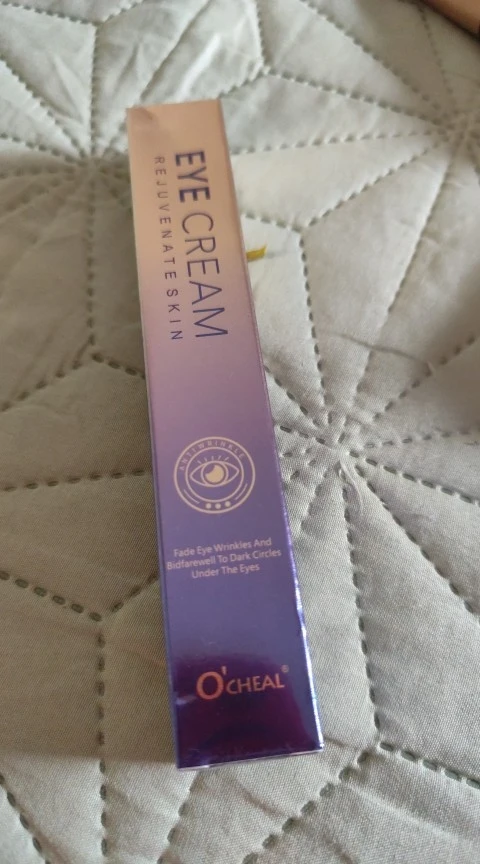 EYE CREAM
REJUVENATE SKIN
ANTI WRINKLE
Fade Eye Wrinkles And
Bidfarewell To Dark Circles
Under The Eyes
O'CHEAL®